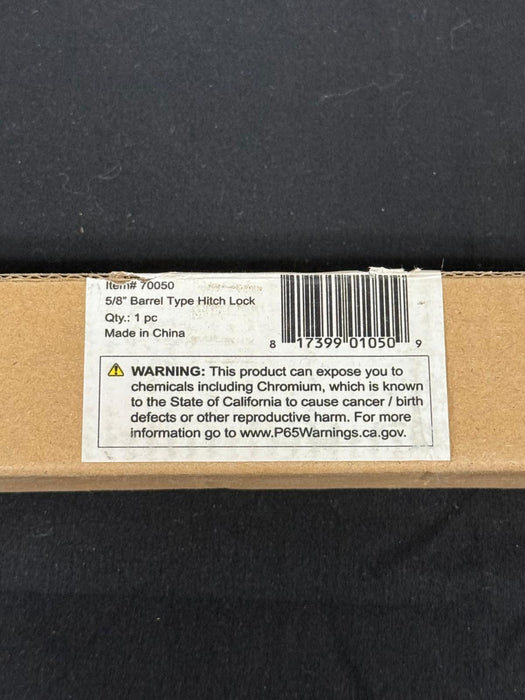 Item# 70050
5/8" Barrel Type Hitch Lock
Qty.: 1 pc
Made in China
8 17399 01050 9
WARNING: This product can expose you to
chemicals including Chromium, which is known
to the State of California to cause cancer / birth
defects or other reproductive harm. For more
information go to www.P65Warnings.ca.gov.